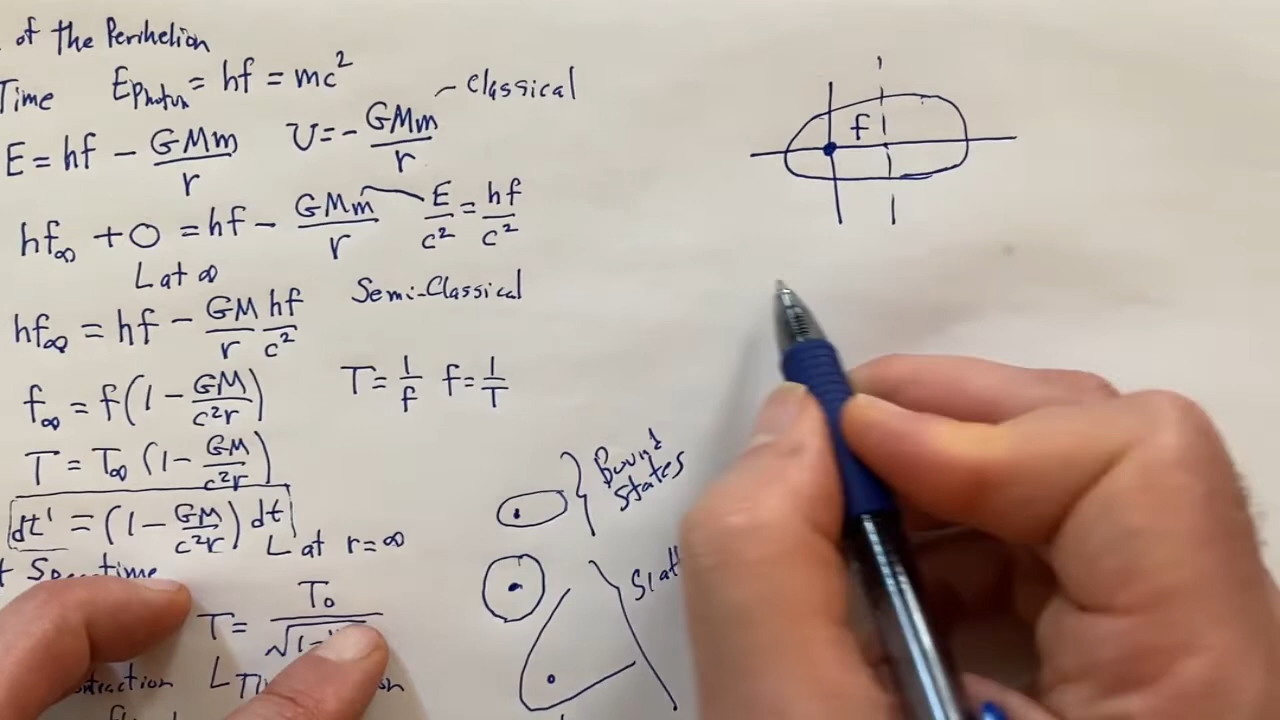 of the Perihelion
Time E_Photon = hf = mc²
E = hf - GMm/r U = - GMm/r - Classical
hf∞ + 0 = hf - GMm/r E/c² = hf/c²
L at ∞
Semi-Classical
hf∞ = hf - GM/r hf/c²
f∞ = f(1 - GM/c²r) T = 1/f f = 1/T
T = T∞ (1 - GM/c²r)
dt' = (1 - GM/c²r) dt
L at r = ∞
T = T₀/√1-
L
f
Bound
States